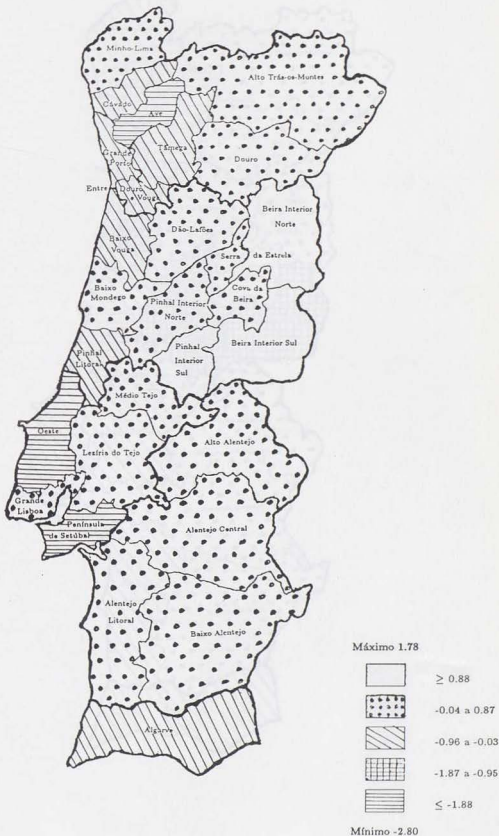 Minho-Lima
Alto Trás-os-Montes
Cávado
Ave
Grande
Porto
Tâmega
Douro
Entre Douro
Vouga
Beira Interior
Norte
Dão-Lafões
Baixo
Vouga
Serra da Estrela
Cova da
Beira
Baixo
Mondego
Pinhal Interior
Norte
Beira Interior Sul
Pinhal
Interior
Sul
Pinhal
Litoral
Médio Tejo
Oeste
Alto Alentejo
Lezíria do Tejo
Grande
Lisboa
Península
de Setúbal
Alentejo Central
Alentejo
Litoral
Baixo Alentejo
Algarve
Máximo 1.78
≥ 0.88
-0.04 a 0.87
-0.96 a -0.03
-1.87 a -0.95
≤ -1.88
Mínimo -2.80